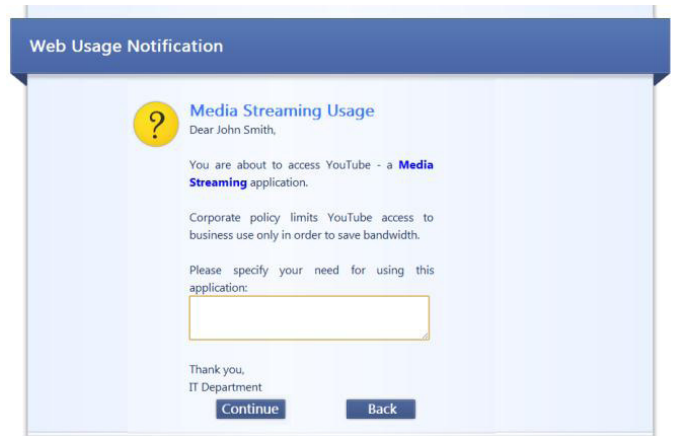 Web Usage Notification
?
Media Streaming Usage
Dear John Smith,
You are about to access YouTube - a Media
Streaming application.
Corporate policy limits YouTube access to
business use only in order to save bandwidth.
Please specify your need for using this
application:
Thank you,
IT Department
Continue Back